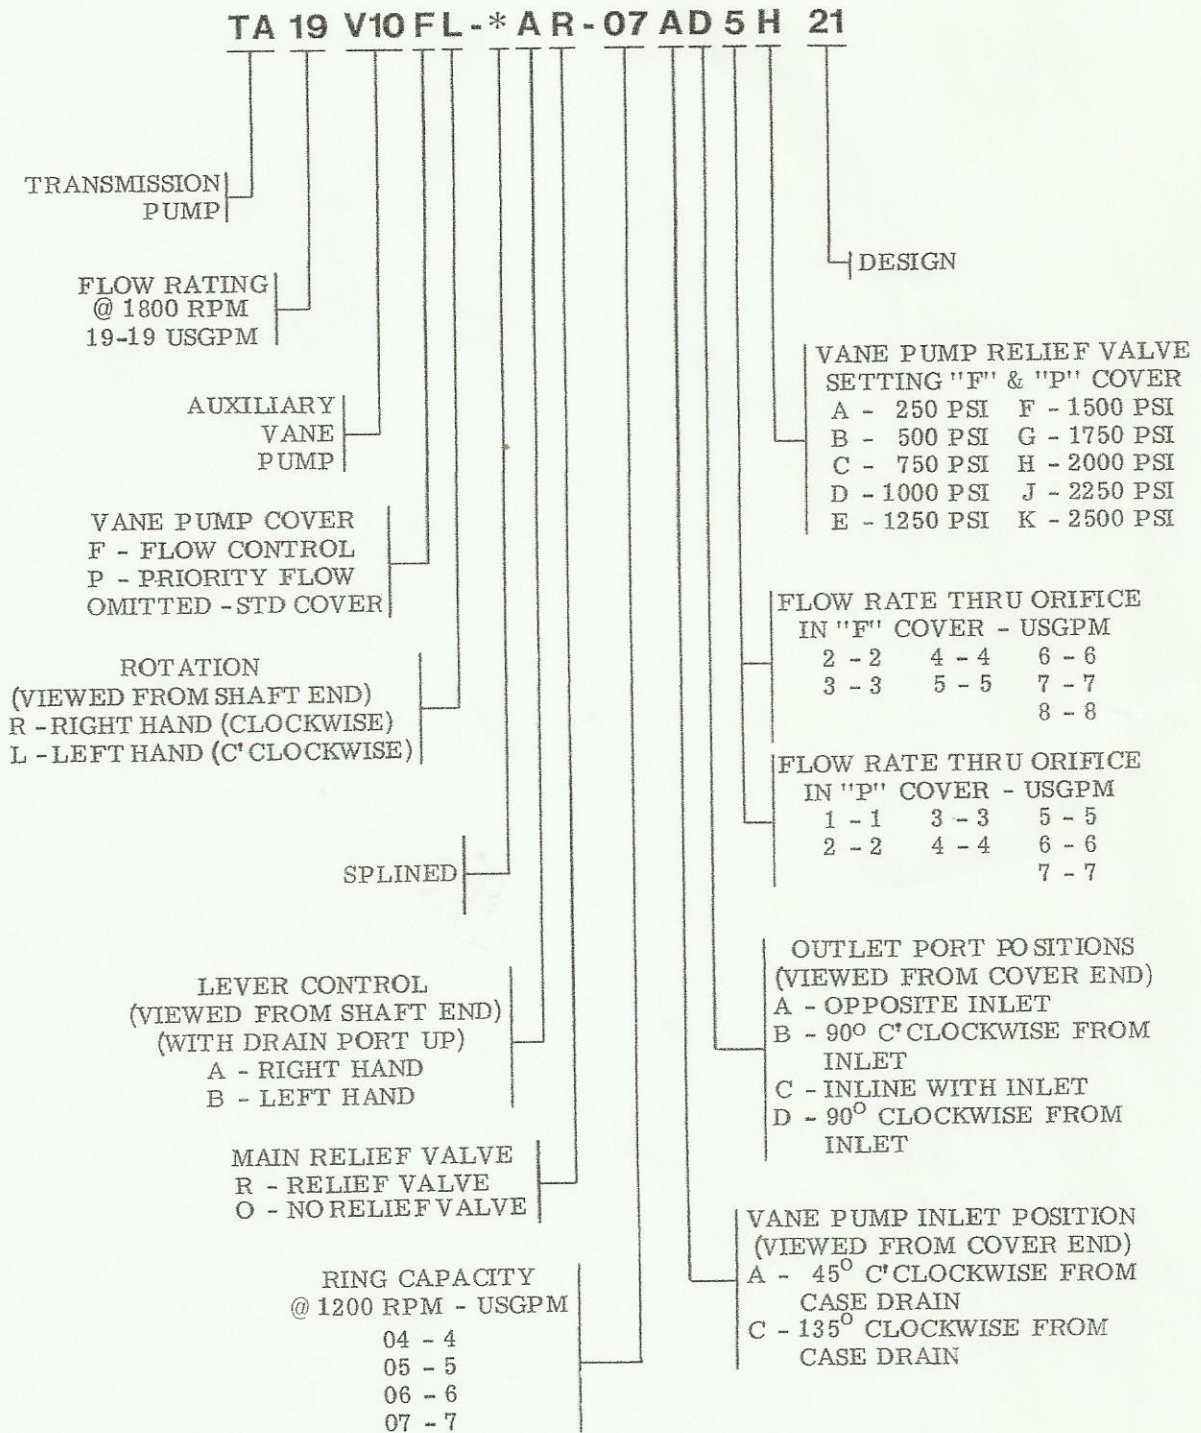 TA 19 V10 F L - * A R - 07 A D 5 H 21
TRANSMISSION
PUMP
FLOW RATING
@ 1800 RPM
19-19 USGPM
AUXILIARY
VANE
PUMP
VANE PUMP COVER
F - FLOW CONTROL
P - PRIORITY FLOW
OMITTED - STD COVER
ROTATION
(VIEWED FROM SHAFT END)
R - RIGHT HAND (CLOCKWISE)
L - LEFT HAND (C'CLOCKWISE)
SPLINED
LEVER CONTROL
(VIEWED FROM SHAFT END)
(WITH DRAIN PORT UP)
A - RIGHT HAND
B - LEFT HAND
MAIN RELIEF VALVE
R - RELIEF VALVE
O - NO RELIEF VALVE
RING CAPACITY
@ 1200 RPM - USGPM
04 - 4
05 - 5
06 - 6
07 - 7
DESIGN
VANE PUMP RELIEF VALVE
SETTING "F" & "P" COVER
A - 250 PSI F - 1500 PSI
B - 500 PSI G - 1750 PSI
C - 750 PSI H - 2000 PSI
D - 1000 PSI J - 2250 PSI
E - 1250 PSI K - 2500 PSI
FLOW RATE THRU ORIFICE
IN "F" COVER - USGPM
2 - 2 4 - 4 6 - 6
3 - 3 5 - 5 7 - 7
8 - 8
FLOW RATE THRU ORIFICE
IN "P" COVER - USGPM
1 - 1 3 - 3 5 - 5
2 - 2 4 - 4 6 - 6
7 - 7
OUTLET PORT POSITIONS
(VIEWED FROM COVER END)
A - OPPOSITE INLET
B - 90° C'CLOCKWISE FROM
INLET
C - INLINE WITH INLET
D - 90° CLOCKWISE FROM
INLET
VANE PUMP INLET POSITION
(VIEWED FROM COVER END)
A - 45° C'CLOCKWISE FROM
CASE DRAIN
C - 135° CLOCKWISE FROM
CASE DRAIN